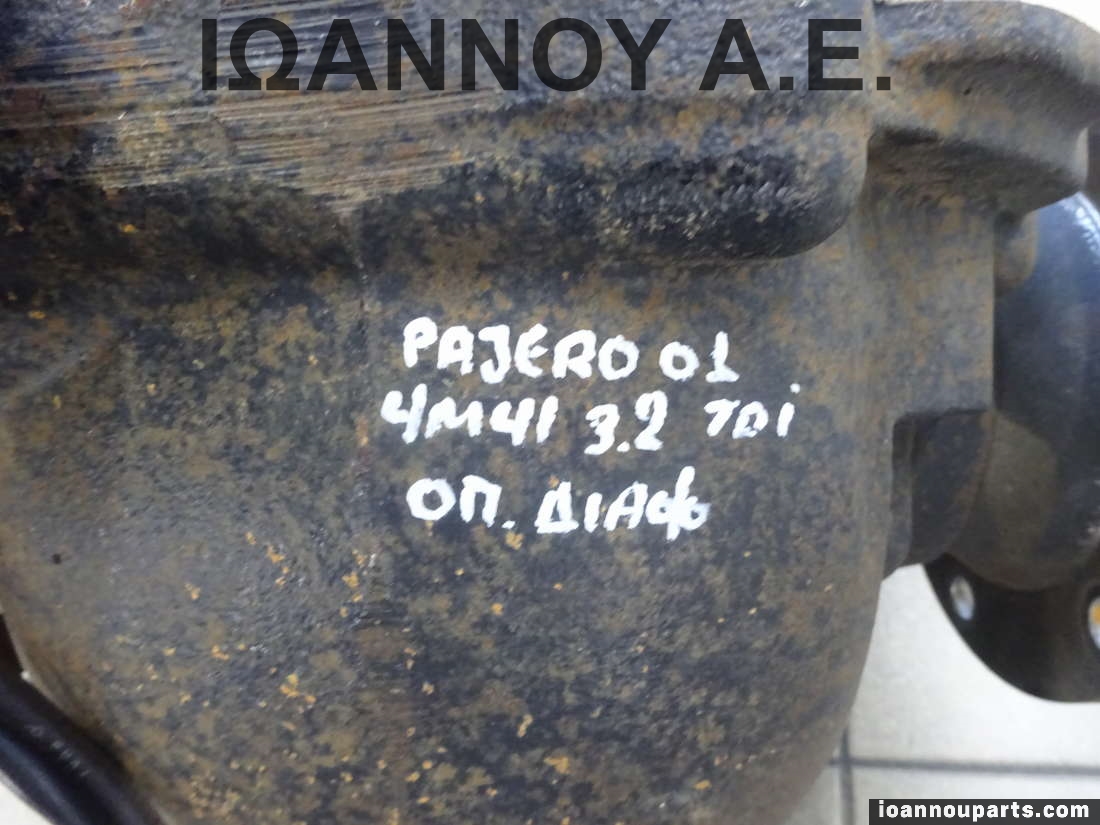 ΙΩΑΝΝΟΥ Α.Ε.
PAJERO 01
4M41 3.2 TDi
ΟΠ. ΔΙΑΦ
ioannouparts.com